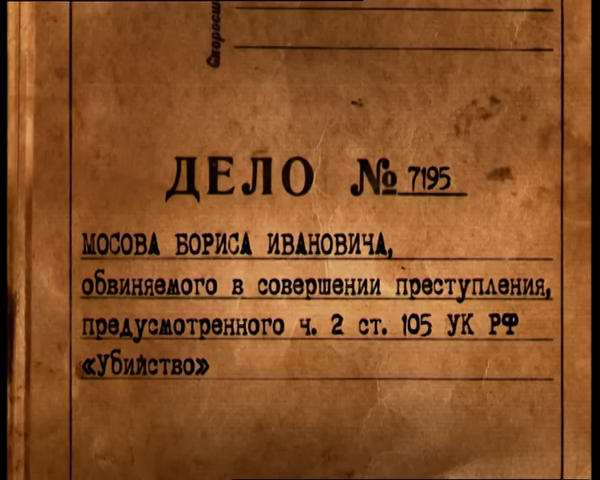 ДЕЛО № 7195
МОСОВА БОРИСА ИВАНОВИЧА,
обвиняемого в совершении преступления,
предусмотренного ч. 2 ст. 105 УК РФ
«Убийство»